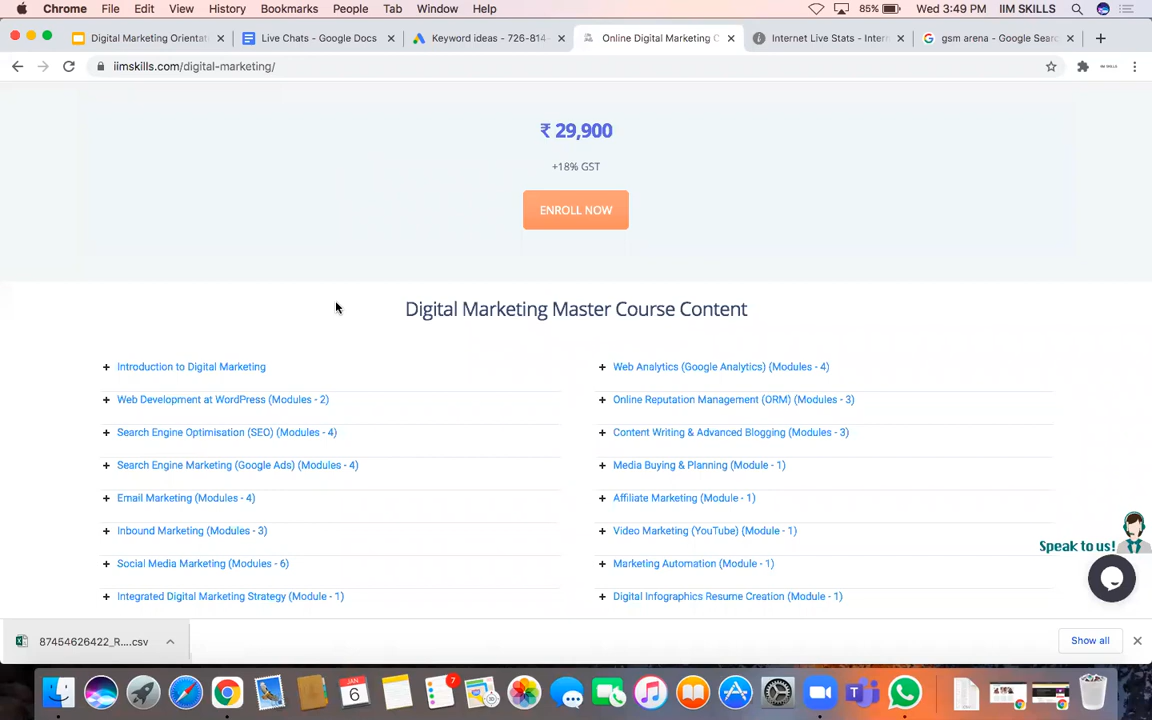 Chrome File Edit View History Bookmarks People Tab Window Help 85% Wed 3:49 PM IIM SKILLS
Digital Marketing Orientat Live Chats - Google Docs Keyword ideas - 726-814- Online Digital Marketing C Internet Live Stats - Intern gsm arena - Google Searc
iimskills.com/digital-marketing/
₹ 29,900
+18% GST
ENROLL NOW
Digital Marketing Master Course Content
+ Introduction to Digital Marketing
+ Web Development at WordPress (Modules - 2)
+ Search Engine Optimisation (SEO) (Modules - 4)
+ Search Engine Marketing (Google Ads) (Modules - 4)
+ Email Marketing (Modules - 4)
+ Inbound Marketing (Modules - 3)
+ Social Media Marketing (Modules - 6)
+ Integrated Digital Marketing Strategy (Module - 1)
+ Web Analytics (Google Analytics) (Modules - 4)
+ Online Reputation Management (ORM) (Modules - 3)
+ Content Writing & Advanced Blogging (Modules - 3)
+ Media Buying & Planning (Module - 1)
+ Affiliate Marketing (Module - 1)
+ Video Marketing (YouTube) (Module - 1)
+ Marketing Automation (Module - 1)
+ Digital Infographics Resume Creation (Module - 1)
Speak to us!
87454626422_R....csv
Show all
JAN
6
7